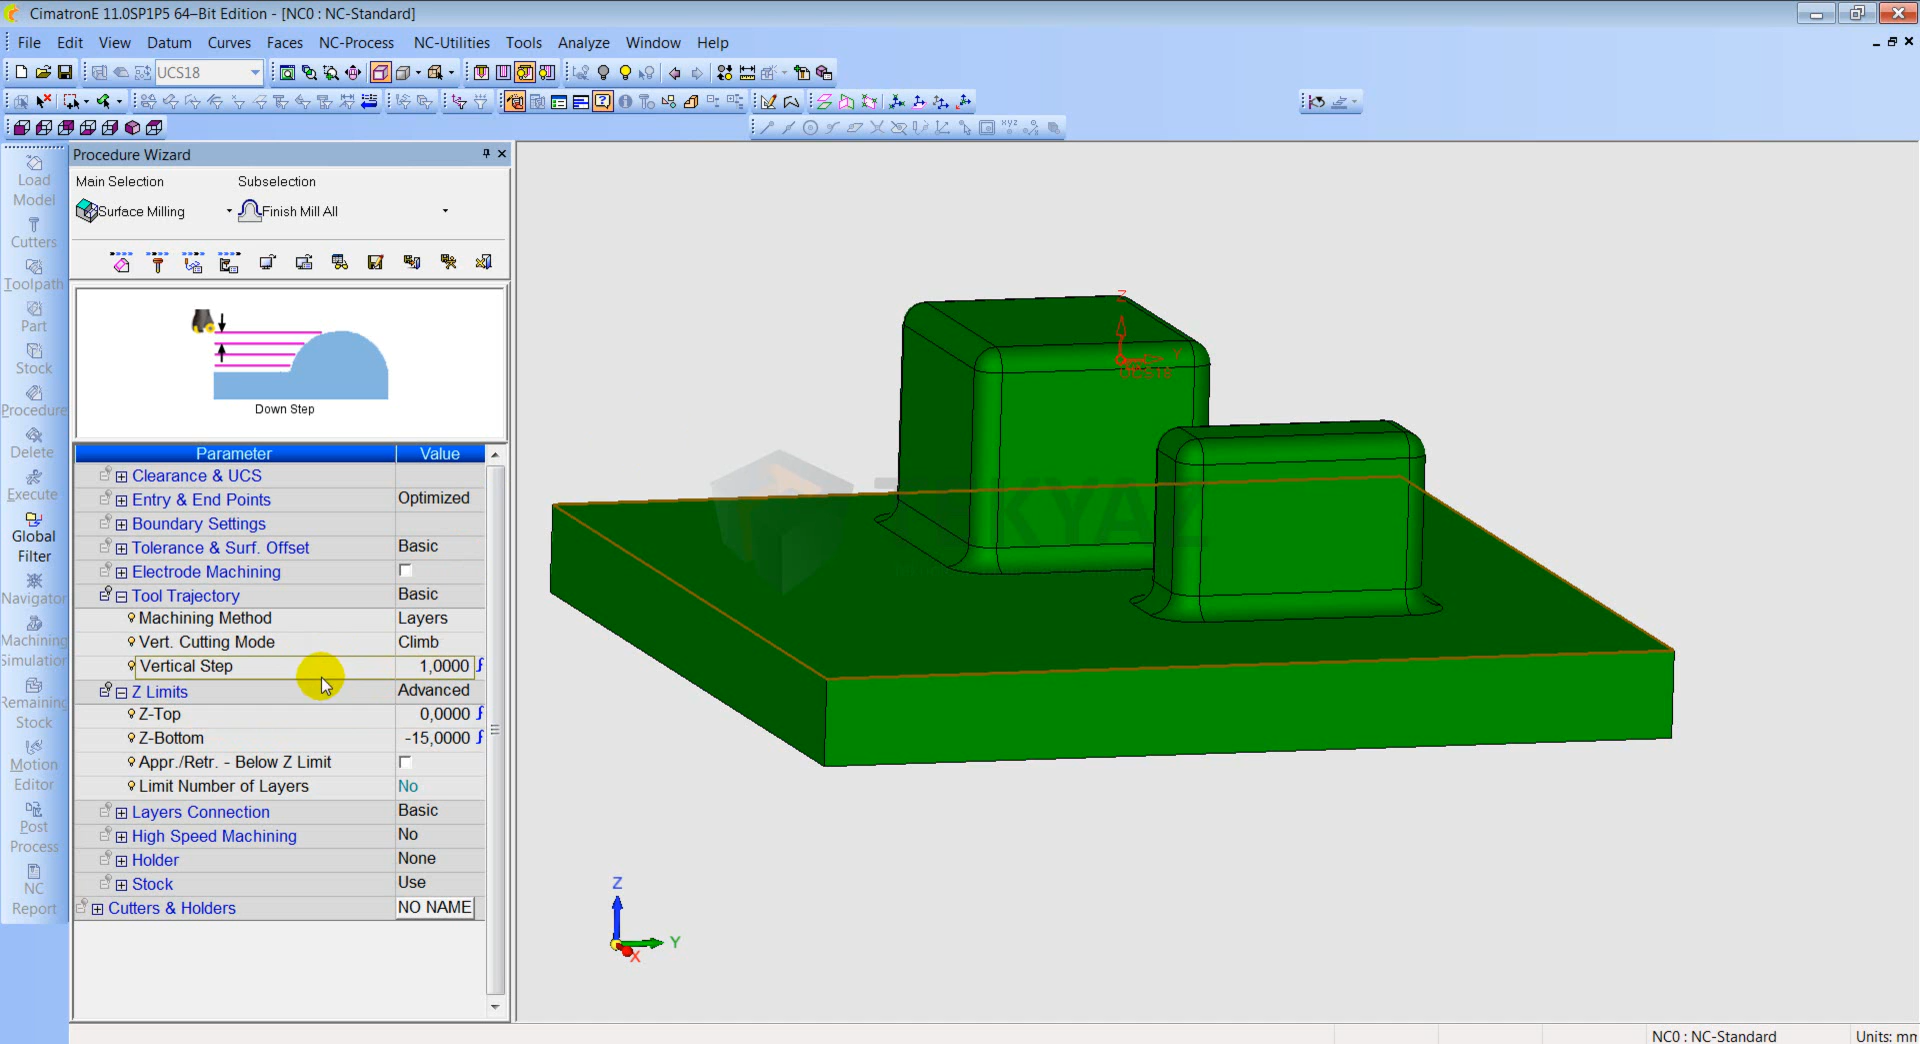 CimatronE 11.0SP1P5 64–Bit Edition - [NC0 : NC-Standard]
File Edit View Datum Curves Faces NC-Process NC-Utilities Tools Analyze Window Help
UCS18
xyz
Procedure Wizard
Load Model
Cutters
Toolpath
Part
Stock
Procedure
Delete
Execute
Global Filter
Navigator
Machining Simulation
Remaining Stock
Motion Editor
Post Process
NC Report
Main Selection Subselection
Surface Milling Finish Mill All
Down Step
Parameter Value
Clearance & UCS
Entry & End Points Optimized
Boundary Settings
Tolerance & Surf. Offset Basic
Electrode Machining
Tool Trajectory Basic
Machining Method Layers
Vert. Cutting Mode Climb
Vertical Step 1,0000 f
Z Limits Advanced
Z-Top 0,0000 f
Z-Bottom -15,0000 f
Appr./Retr. - Below Z Limit
Limit Number of Layers No
Layers Connection Basic
High Speed Machining No
Holder None
Stock Use
Cutters & Holders NO NAME
Z
Y
UCS18
Z
Y
X
NC0 : NC-Standard Units: mm